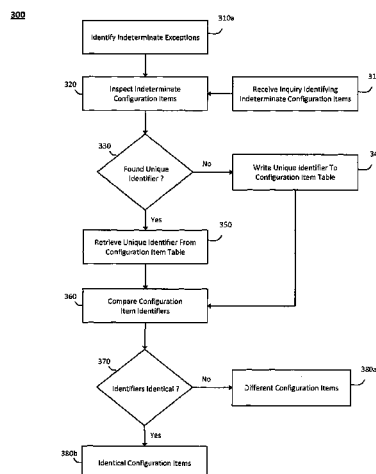 300
310a
Identify Indeterminate Exceptions
320
Inspect Indeterminate
Configuration Items
31
Receive Inquiry Identifying
Indeterminate Configuration Items
330
Found Unique
Identifier ?
No
34
Write Unique Identifier To
Configuration Item Table
Yes
350
Retrieve Unique Identifier From
Configuration Item Table
360
Compare Configuration
Item Identifiers
370
Identifiers Identical ?
No
380a
Different Configuration Items
Yes
380b
Identical Configuration Items